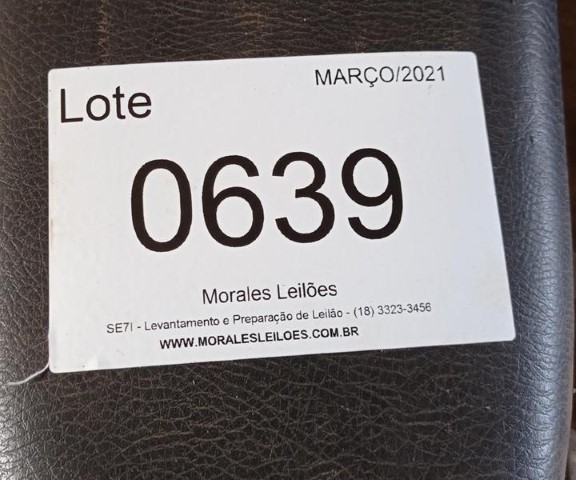 MARÇO/2021
Lote
0639
Morales Leilões
SE7I - Levantamento e Preparação de Leilão - (18) 3323-3456
WWW.MORALESLEILOES.COM.BR